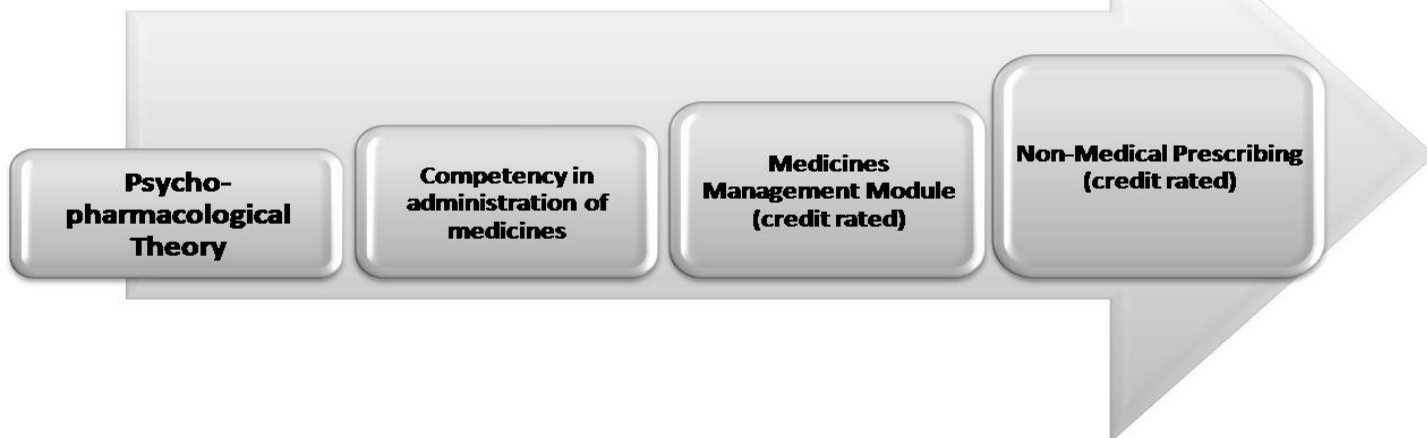 Psycho-
pharmacological
Theory
Competency in
administration of
medicines
Medicines
Management Module
(credit rated)
Non-Medical Prescribing
(credit rated)